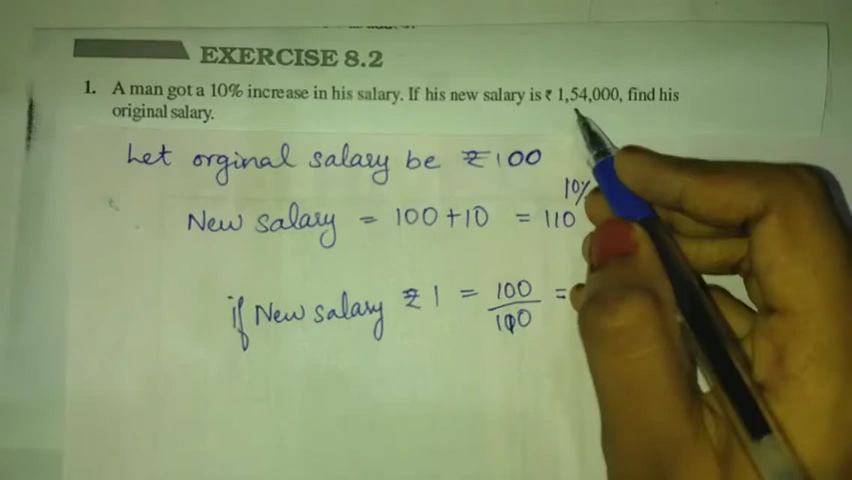 EXERCISE 8.2
1. A man got a 10% increase in his salary. If his new salary is ₹ 1,54,000, find his
original salary.
Let orginal salary be ₹100
10%
New salary = 100+10 = 110
if New salary ₹1 = 100/110 =